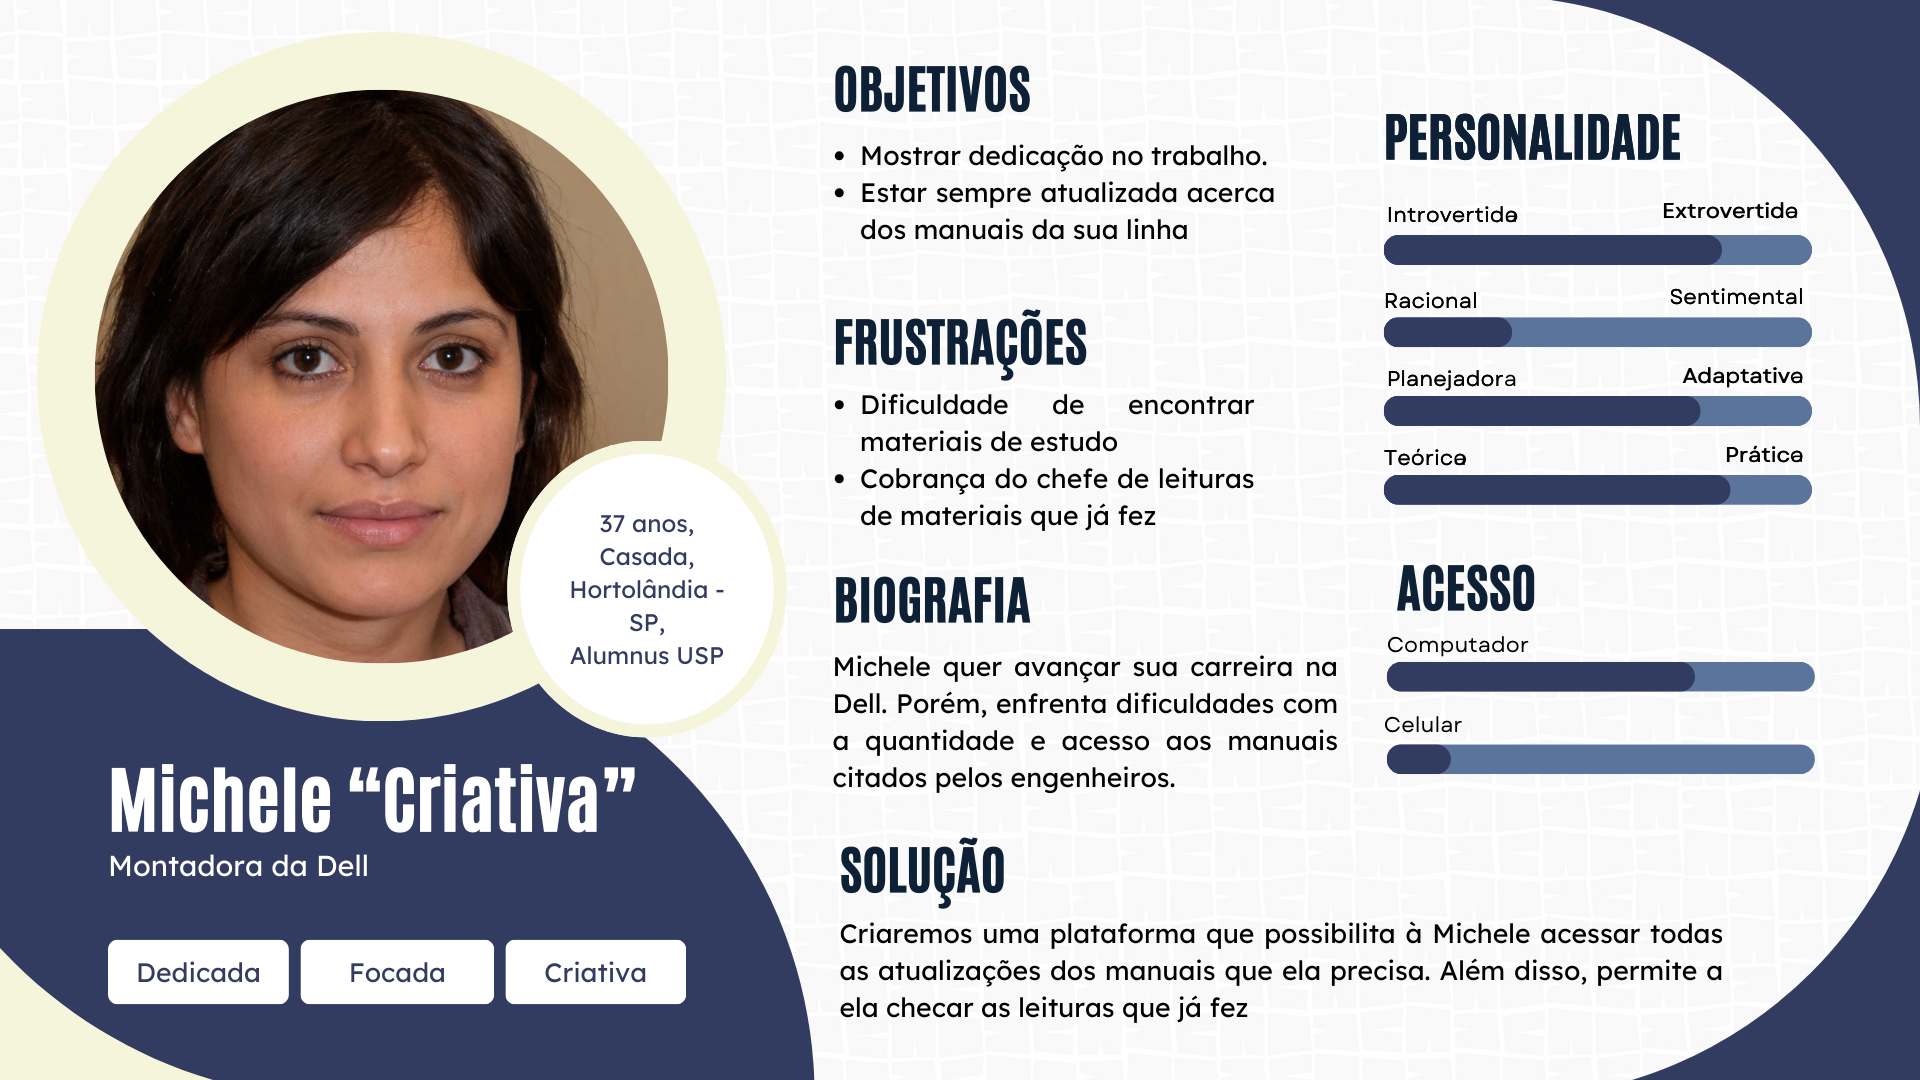 37 anos,
Casada,
Hortolândia -
SP,
Alumnus USP
Michele “Criativa”
Montadora da Dell
Dedicada
Focada
Criativa
OBJETIVOS
• Mostrar dedicação no trabalho.
• Estar sempre atualizada acerca
dos manuais da sua linha
FRUSTRAÇÕES
• Dificuldade de encontrar
materiais de estudo
• Cobrança do chefe de leituras
de materiais que já fez
BIOGRAFIA
Michele quer avançar sua carreira na
Dell. Porém, enfrenta dificuldades com
a quantidade e acesso aos manuais
citados pelos engenheiros.
SOLUÇÃO
Criaremos uma plataforma que possibilita à Michele acessar todas
as atualizações dos manuais que ela precisa. Além disso, permite a
ela checar as leituras que já fez
PERSONALIDADE
Introvertida Extrovertida
Racional Sentimental
Planejadora Adaptativa
Teórica Prática
ACESSO
Computador
Celular